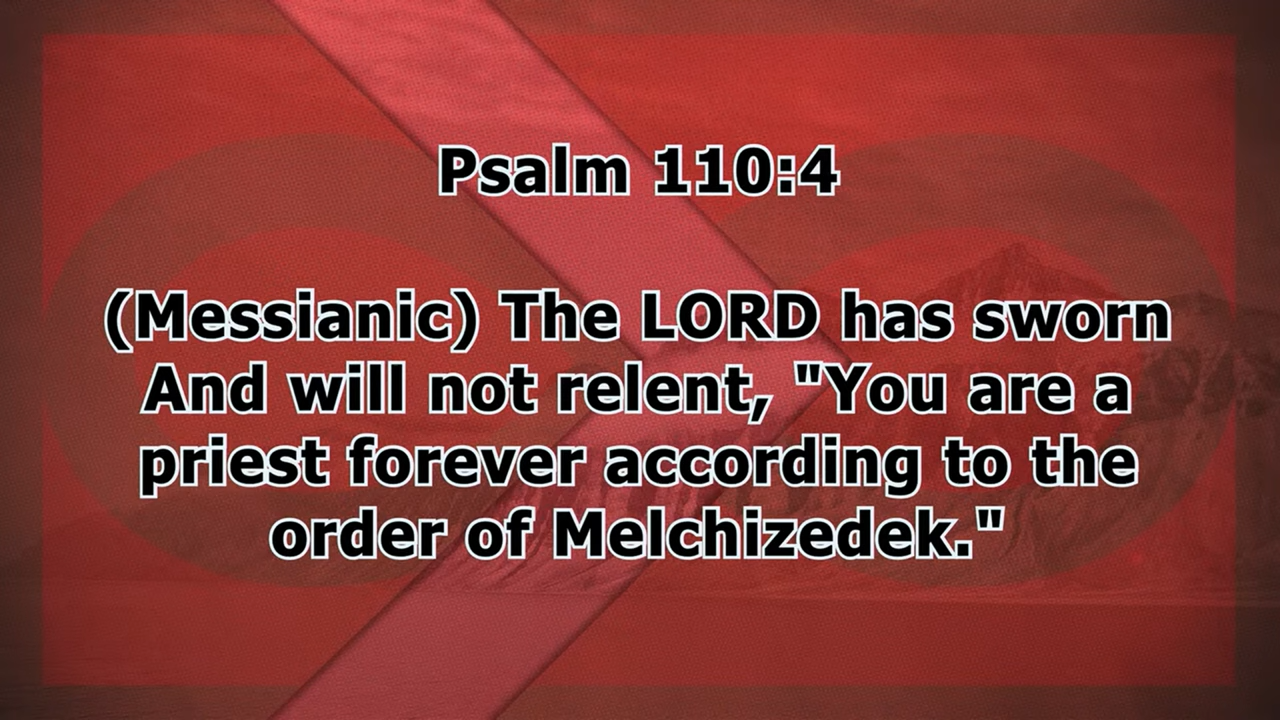 Psalm 110:4
(Messianic) The LORD has sworn
And will not relent, "You are a
priest forever according to the
order of Melchizedek."